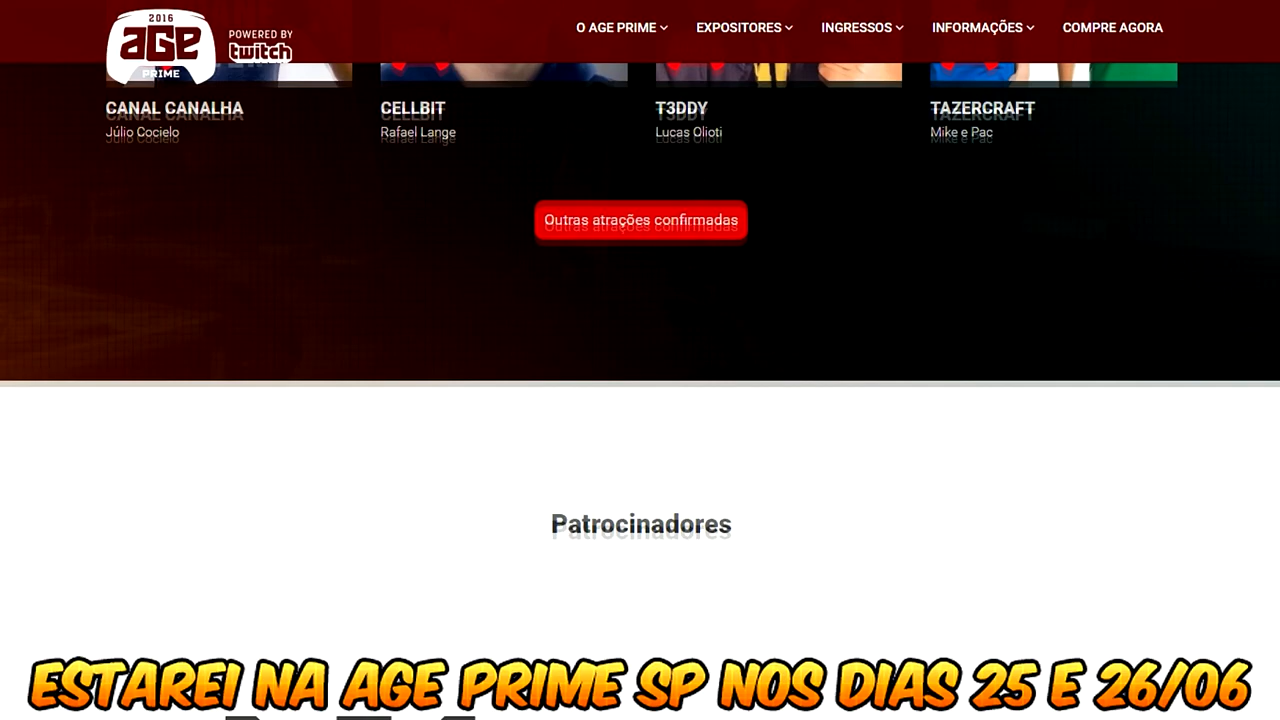 2016
AGE
PRIME
POWERED BY
twitch
O AGE PRIME
EXPOSITORES
INGRESSOS
INFORMAÇÕES
COMPRE AGORA
CANAL CANALHA
Júlio Cocielo
CELLBIT
Rafael Lange
T3DDY
Lucas Olioti
TAZERCRAFT
Mike e Pac
Outras atrações confirmadas
Patrocinadores
ESTAREI NA AGE PRIME SP NOS DIAS 25 E 26/06